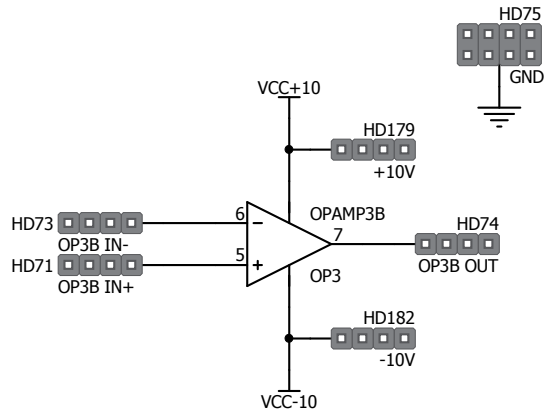 HD75
GND
VCC+10
HD179
+10V
OPAMP3B
6
-
HD73
OP3B IN-
7
HD74
OP3B OUT
5
+
HD71
OP3B IN+
OP3
HD182
-10V
VCC-10